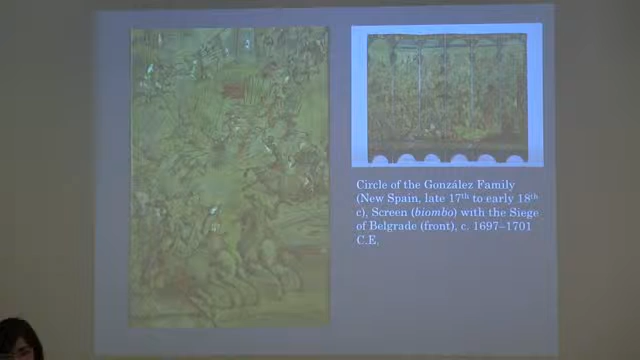 Circle of the González Family
(New Spain, late 17th to early 18th
c), Screen (biombo) with the Siege
of Belgrade (front), c. 1697–1701
C.E.